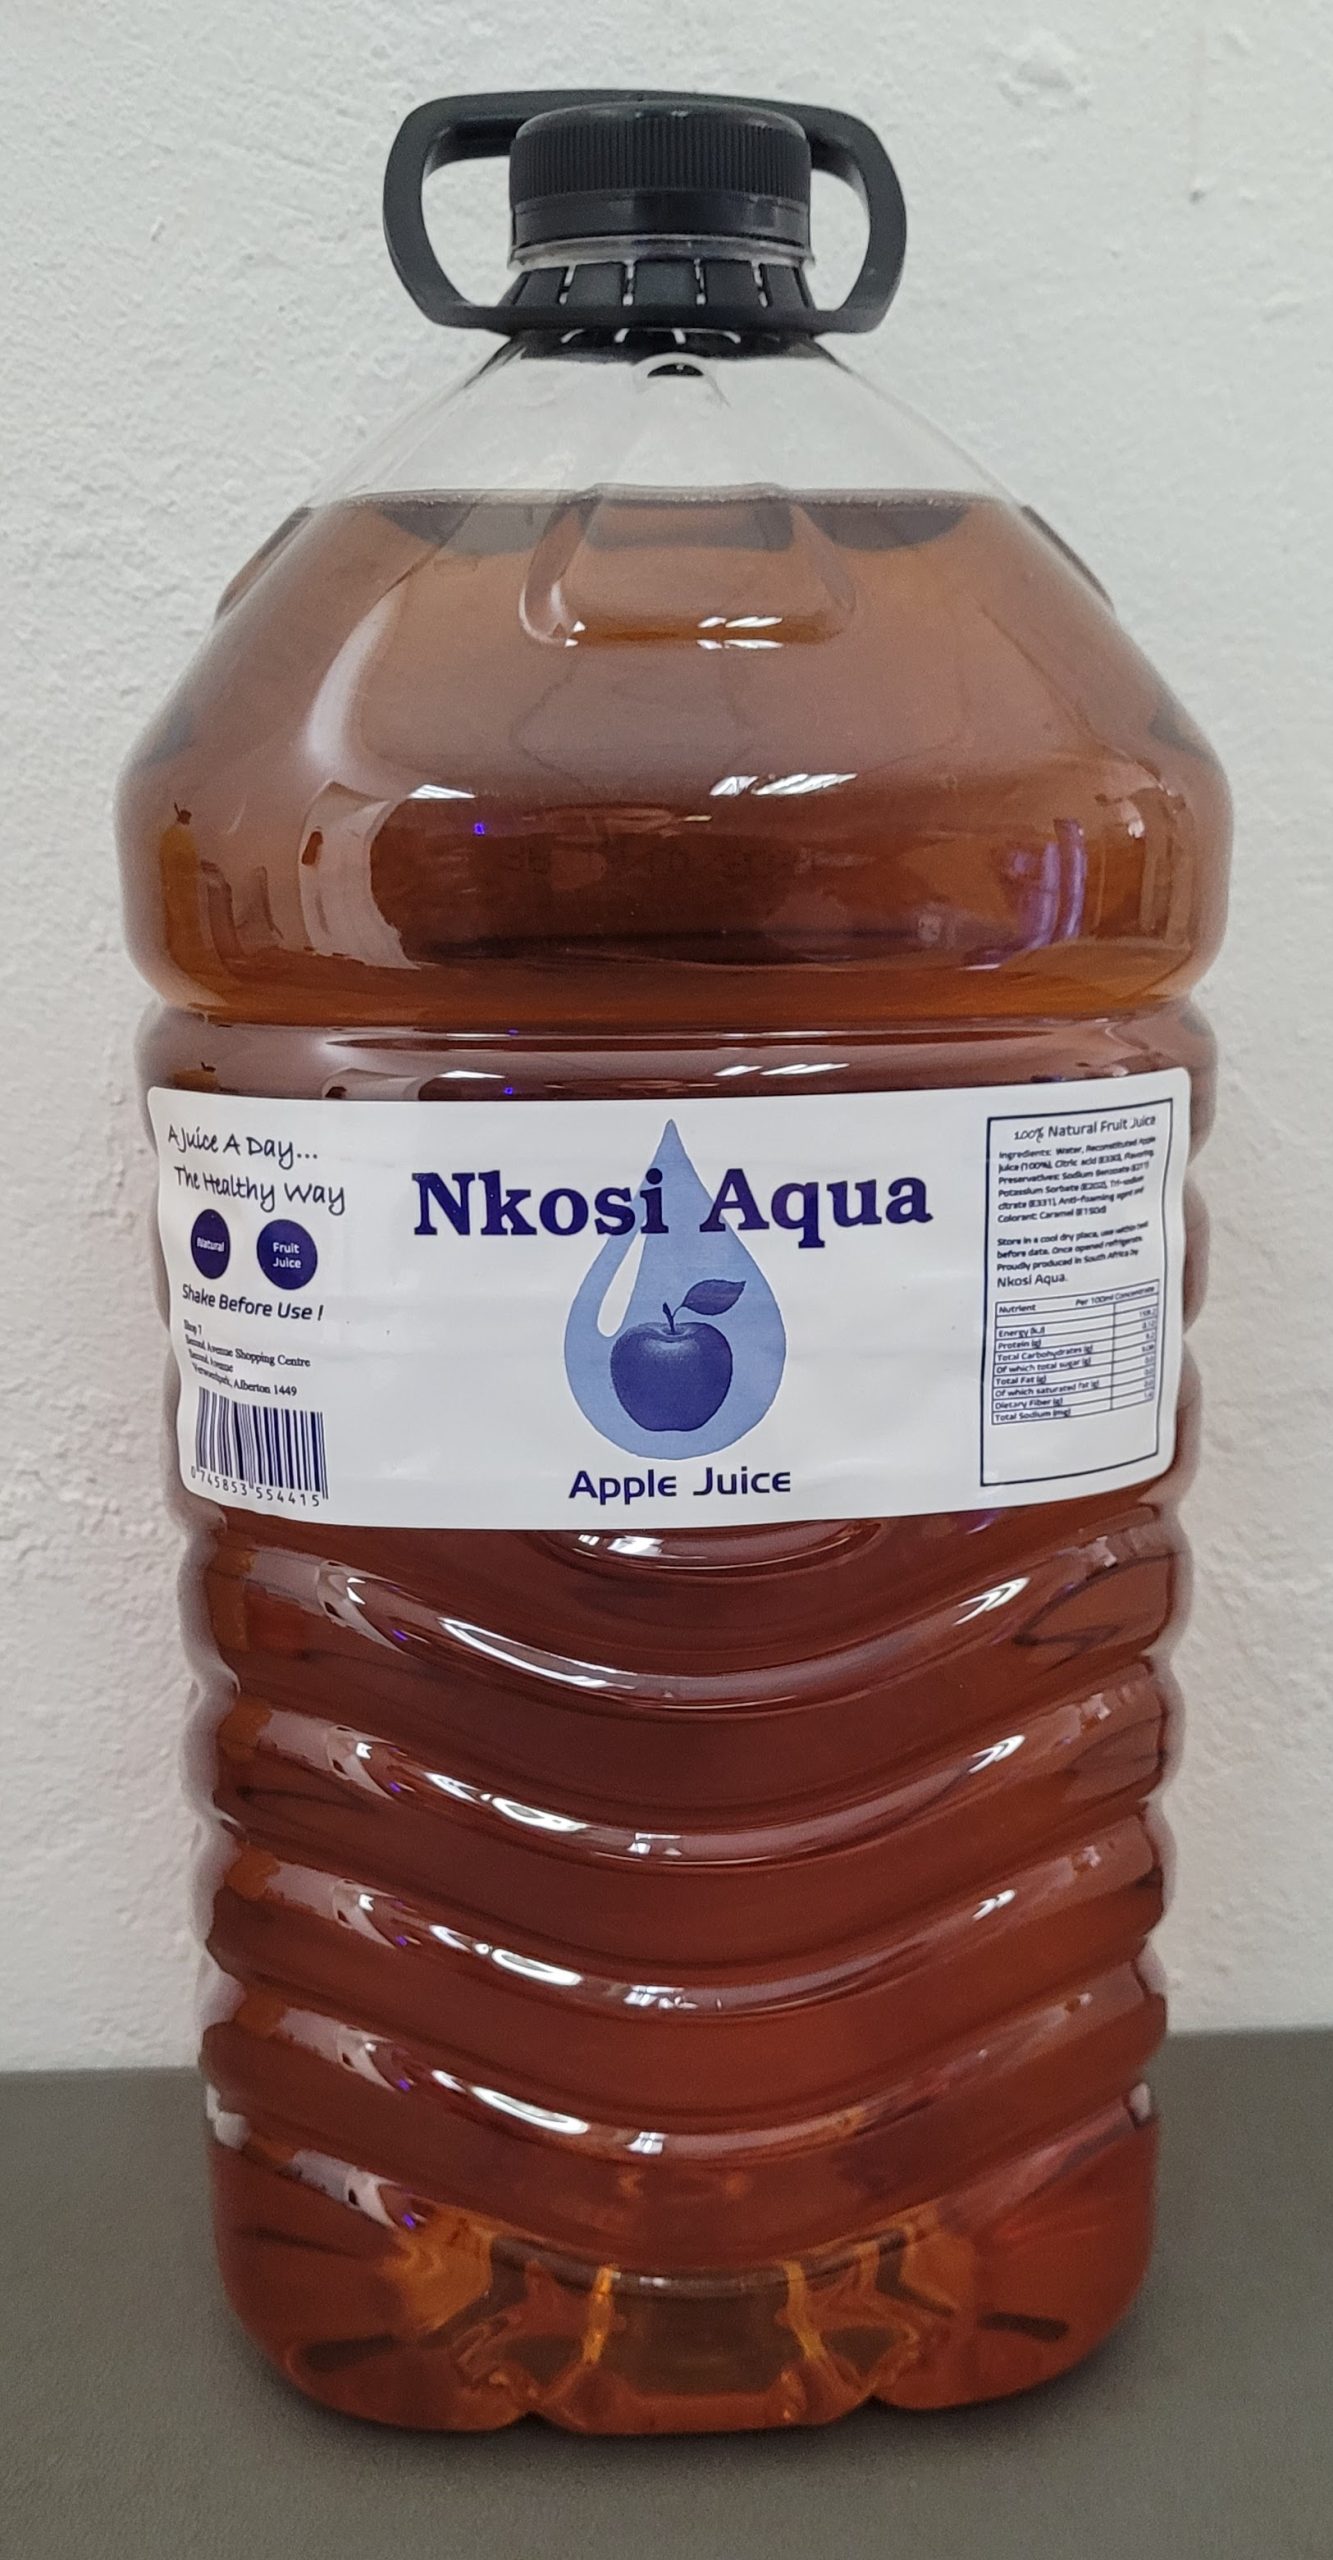 A Juice A Day...
The Healthy Way
Natural
Fruit
Juice
Shake Before Use !
Shop 7
Second Avenue Shopping Centre
Second Avenue
Verwoerdpark, Alberton 1449
0 745853 554415
Nkosi Aqua
Apple Juice
100% Natural Fruit Juice
Ingredients: Water, Reconstituted Apple
Juice (100%), Citric acid (E330), Flavoring,
Preservatives: Sodium Benzoate (E211)
Potassium Sorbate (E202), Tri-sodium
citrate (E331), Anti-foaming agent and
Colorant: Caramel (E150d)
Store in a cool dry place, use within
before date. Once opened refrigerate.
Proudly produced in South Africa by
Nkosi Aqua.
Nutrient Per 100ml Concentrate
Energy (kJ)
Protein (g)
Total Carbohydrates (g)
Of which total sugar (g)
Total Fat (g)
Of which saturated fat (g)
Dietary Fiber (g)
Total Sodium (mg)